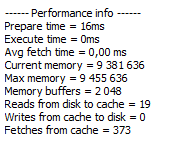 ------ Performance info ------
Prepare time = 16ms
Execute time = 0ms
Avg fetch time = 0,00 ms
Current memory = 9 381 636
Max memory = 9 455 636
Memory buffers = 2 048
Reads from disk to cache = 19
Writes from cache to disk = 0
Fetches from cache = 373